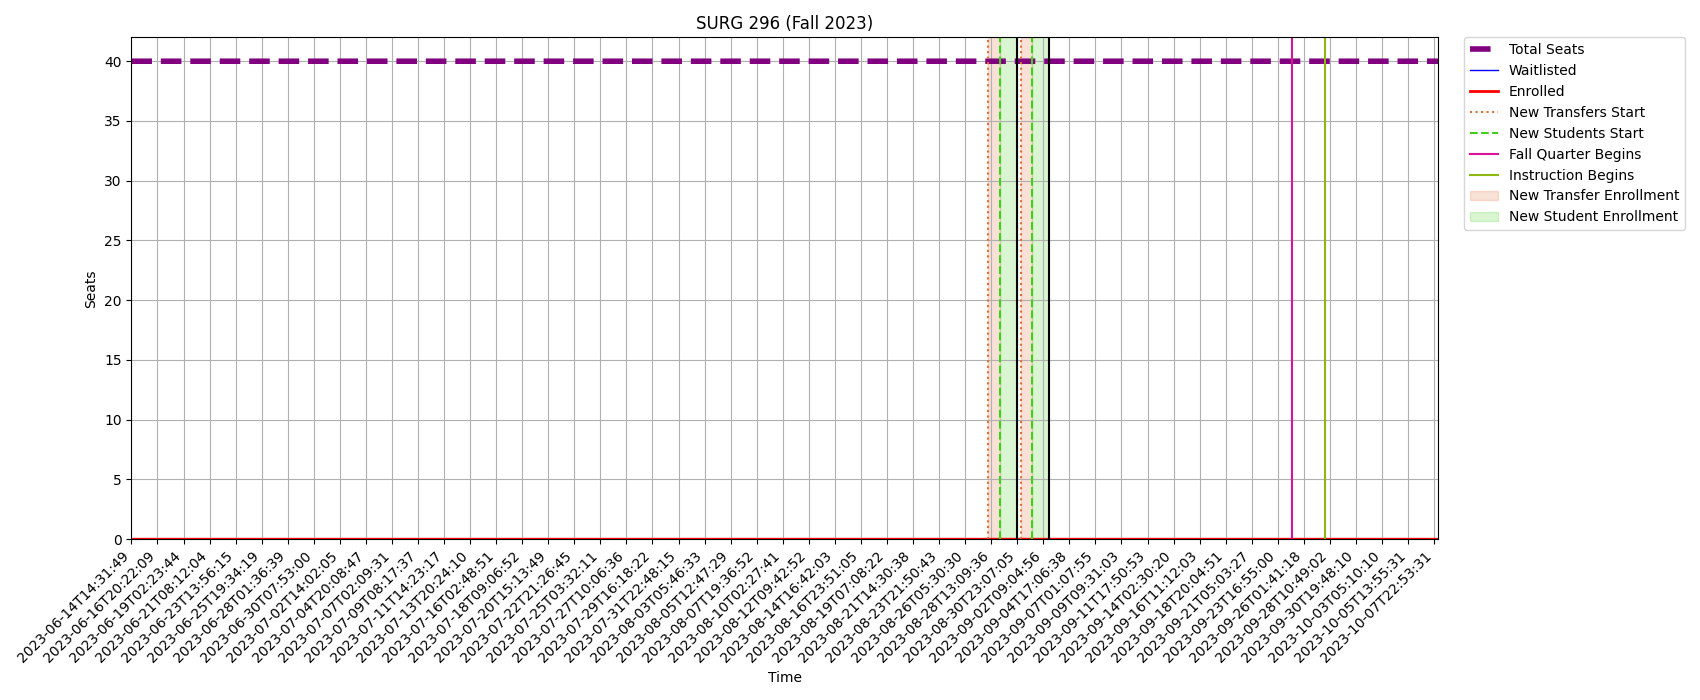 SURG 296 (Fall 2023)
Total Seats
Waitlisted
Enrolled
New Transfers Start
New Students Start
Fall Quarter Begins
Instruction Begins
New Transfer Enrollment
New Student Enrollment
Seats
40
35
30
25
20
15
10
5
0
2023-06-14T14:31:49
2023-06-16T20:22:09
2023-06-19T02:23:44
2023-06-21T08:12:04
2023-06-23T13:56:15
2023-06-25T19:34:19
2023-06-28T01:36:39
2023-06-30T07:53:00
2023-07-02T14:02:05
2023-07-04T20:08:47
2023-07-07T02:09:31
2023-07-09T08:17:37
2023-07-11T14:23:17
2023-07-13T20:24:10
2023-07-16T02:48:51
2023-07-18T09:06:52
2023-07-20T15:13:49
2023-07-22T21:26:45
2023-07-25T03:32:11
2023-07-27T10:06:36
2023-07-29T16:18:22
2023-07-31T22:48:15
2023-08-03T05:46:33
2023-08-05T12:47:29
2023-08-07T19:36:52
2023-08-10T02:27:41
2023-08-12T09:42:52
2023-08-14T16:42:03
2023-08-16T23:51:05
2023-08-19T07:08:22
2023-08-21T14:30:38
2023-08-23T21:50:43
2023-08-26T05:30:30
2023-08-28T13:09:36
2023-08-30T23:07:05
2023-09-02T09:04:56
2023-09-04T17:06:38
2023-09-07T01:07:55
2023-09-09T09:31:03
2023-09-11T17:50:53
2023-09-14T02:30:20
2023-09-16T11:12:03
2023-09-18T20:04:51
2023-09-21T05:03:27
2023-09-23T16:55:00
2023-09-26T01:41:18
2023-09-28T10:49:02
2023-09-30T19:48:10
2023-10-03T05:10:10
2023-10-05T13:55:31
2023-10-07T22:53:31
Time